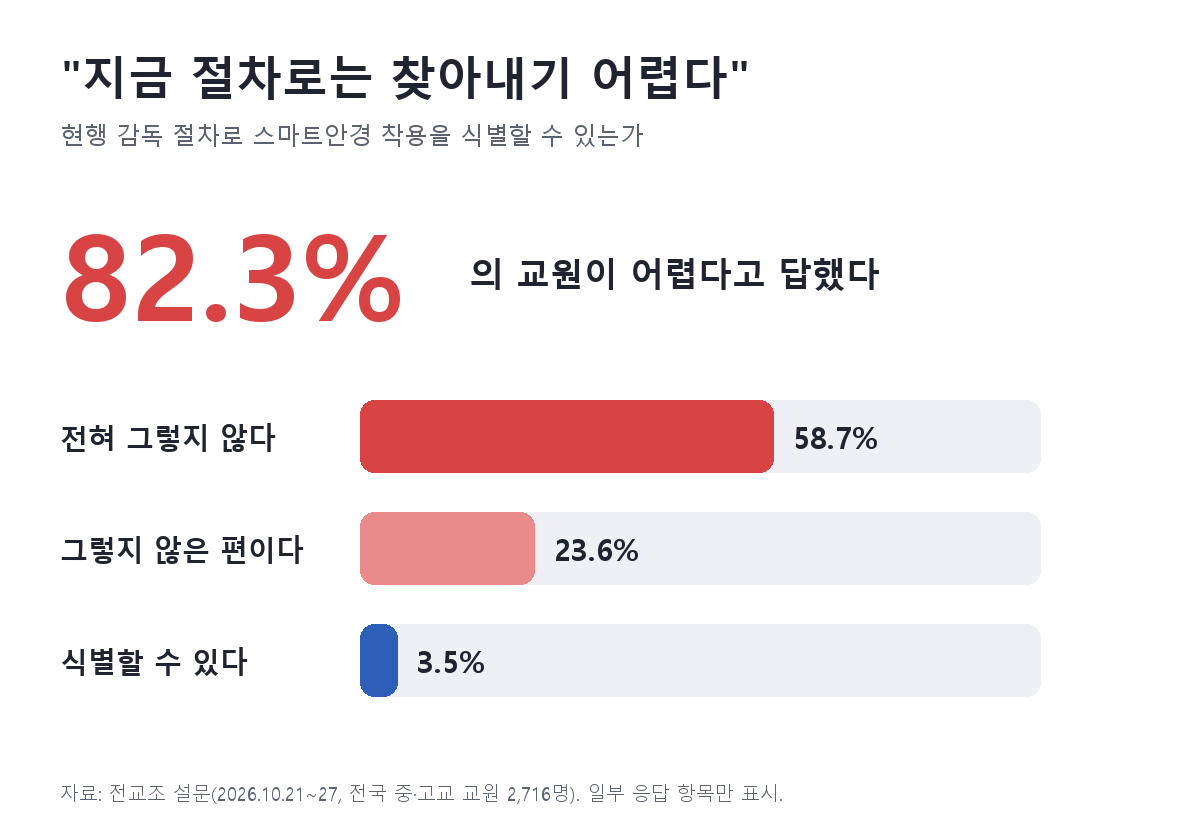 "지금 절차로는 찾아내기 어렵다"
현행 감독 절차로 스마트안경 착용을 식별할 수 있는가
82.3% 의 교원이 어렵다고 답했다
전혀 그렇지 않다 58.7%
그렇지 않은 편이다 23.6%
식별할 수 있다 3.5%
자료: 전교조 설문(2026.10.21~27, 전국 중·고교 교원 2,716명). 일부 응답 항목만 표시.